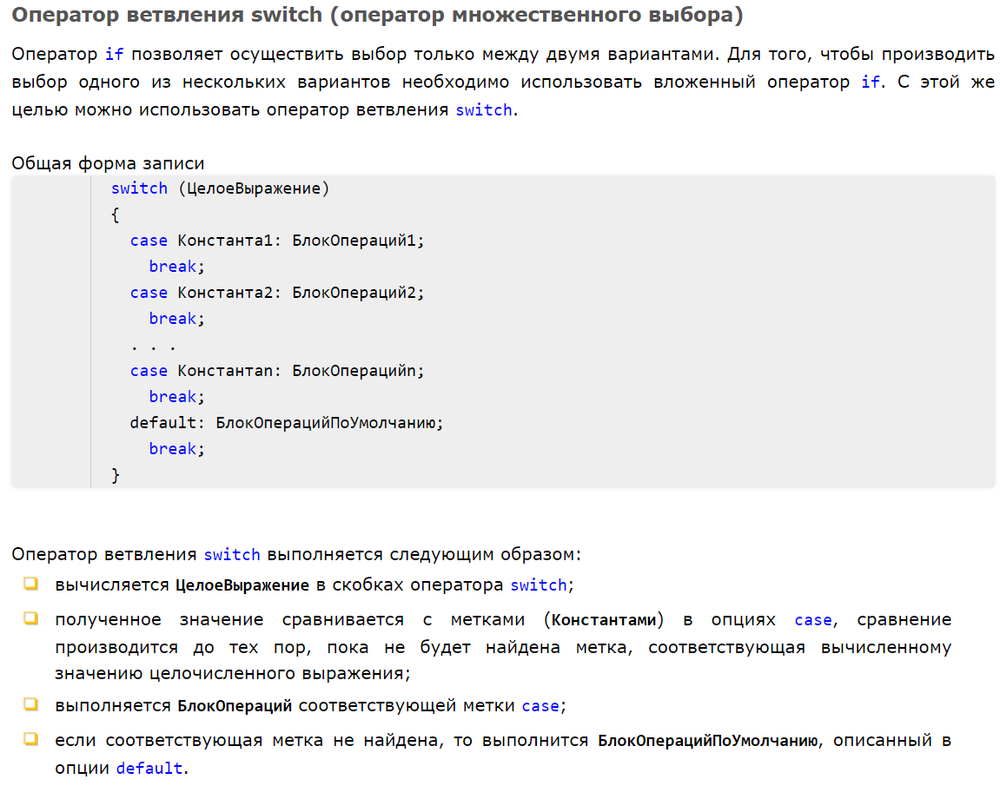 Оператор ветвления switch (оператор множественного выбора)
Оператор if позволяет осуществить выбор только между двумя вариантами. Для того, чтобы производить
выбор одного из нескольких вариантов необходимо использовать вложенный оператор if. С этой же
целью можно использовать оператор ветвления switch.
Общая форма записи
switch (ЦелоеВыражение)
{
case Константа1: БлокОпераций1;
break;
case Константа2: БлокОпераций2;
break;
. . .
case Константаn: БлокОперацийn;
break;
default: БлокОперацийПоУмолчанию;
break;
}
Оператор ветвления switch выполняется следующим образом:
вычисляется ЦелоеВыражение в скобках оператора switch;
полученное значение сравнивается с метками (Константами) в опциях case, сравнение
производится до тех пор, пока не будет найдена метка, соответствующая вычисленному
значению целочисленного выражения;
выполняется БлокОпераций соответствующей метки case;
если соответствующая метка не найдена, то выполнится БлокОперацийПоУмолчанию, описанный в
опции default.